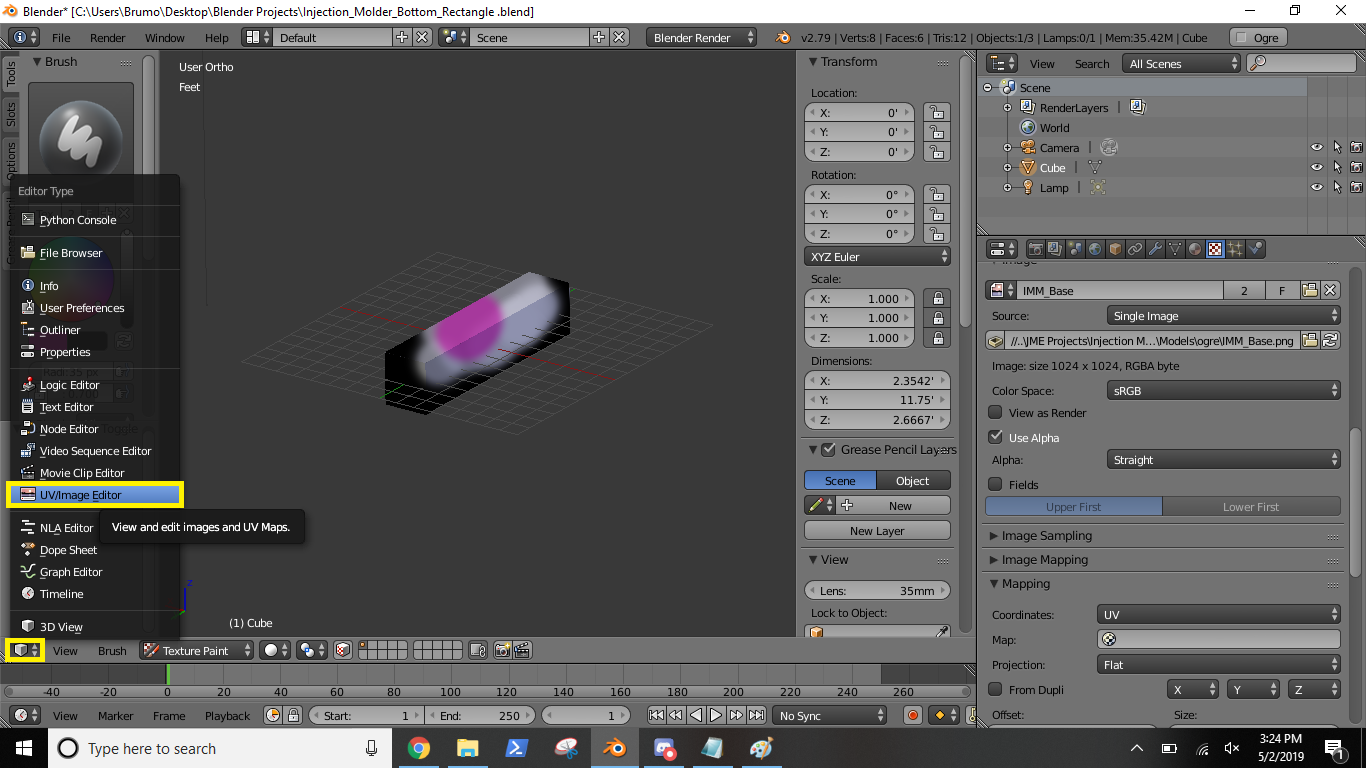 Blender* [C:\Users\Brumo\Desktop\Blender Projects\Injection_Molder_Bottom_Rectangle .blend]
File Render Window Help Default Scene Blender Render v2.79 | Verts:8 | Faces:6 | Tris:12 | Objects:1/3 | Lamps:0/1 | Mem:35.42M | Cube Ogre
Tools
Slots
Options
Brush
User Ortho
Feet
Editor Type
Python Console
File Browser
Info
User Preferences
Outliner
Properties
Logic Editor
Text Editor
Node Editor
Video Sequence Editor
Movie Clip Editor
UV/Image Editor
View and edit images and UV Maps.
NLA Editor
Dope Sheet
Graph Editor
Timeline
3D View
z
(1) Cube
Transform
Location:
X: 0'
Y: 0'
Z: 0'
Rotation:
X: 0°
Y: 0°
Z: 0°
XYZ Euler
Scale:
X: 1.000
Y: 1.000
Z: 1.000
Dimensions:
X: 2.3542'
Y: 11.75'
Z: 2.6667'
Grease Pencil Layers
Scene Object
New
New Layer
View
Lens: 35mm
Lock to Object:
View Search All Scenes
Scene
RenderLayers
World
Camera
Cube
Lamp
Image
IMM_Base 2 F
Source: Single Image
//..\JME Projects\Injection M...\Models\ogre\IMM_Base.png
Image: size 1024 x 1024, RGBA byte
Color Space: sRGB
View as Render
Use Alpha
Alpha: Straight
Fields
Upper First Lower First
Image Sampling
Image Mapping
Mapping
Coordinates: UV
Map:
Projection: Flat
From Dupli X Y Z
Offset: Size:
View Brush Texture Paint
-40 -20 0 20 40 60 80 100 120 140 160 180 200 220 240 260
View Marker Frame Playback Start: 1 End: 250 1 No Sync
Type here to search
3:24 PM
5/2/2019
1